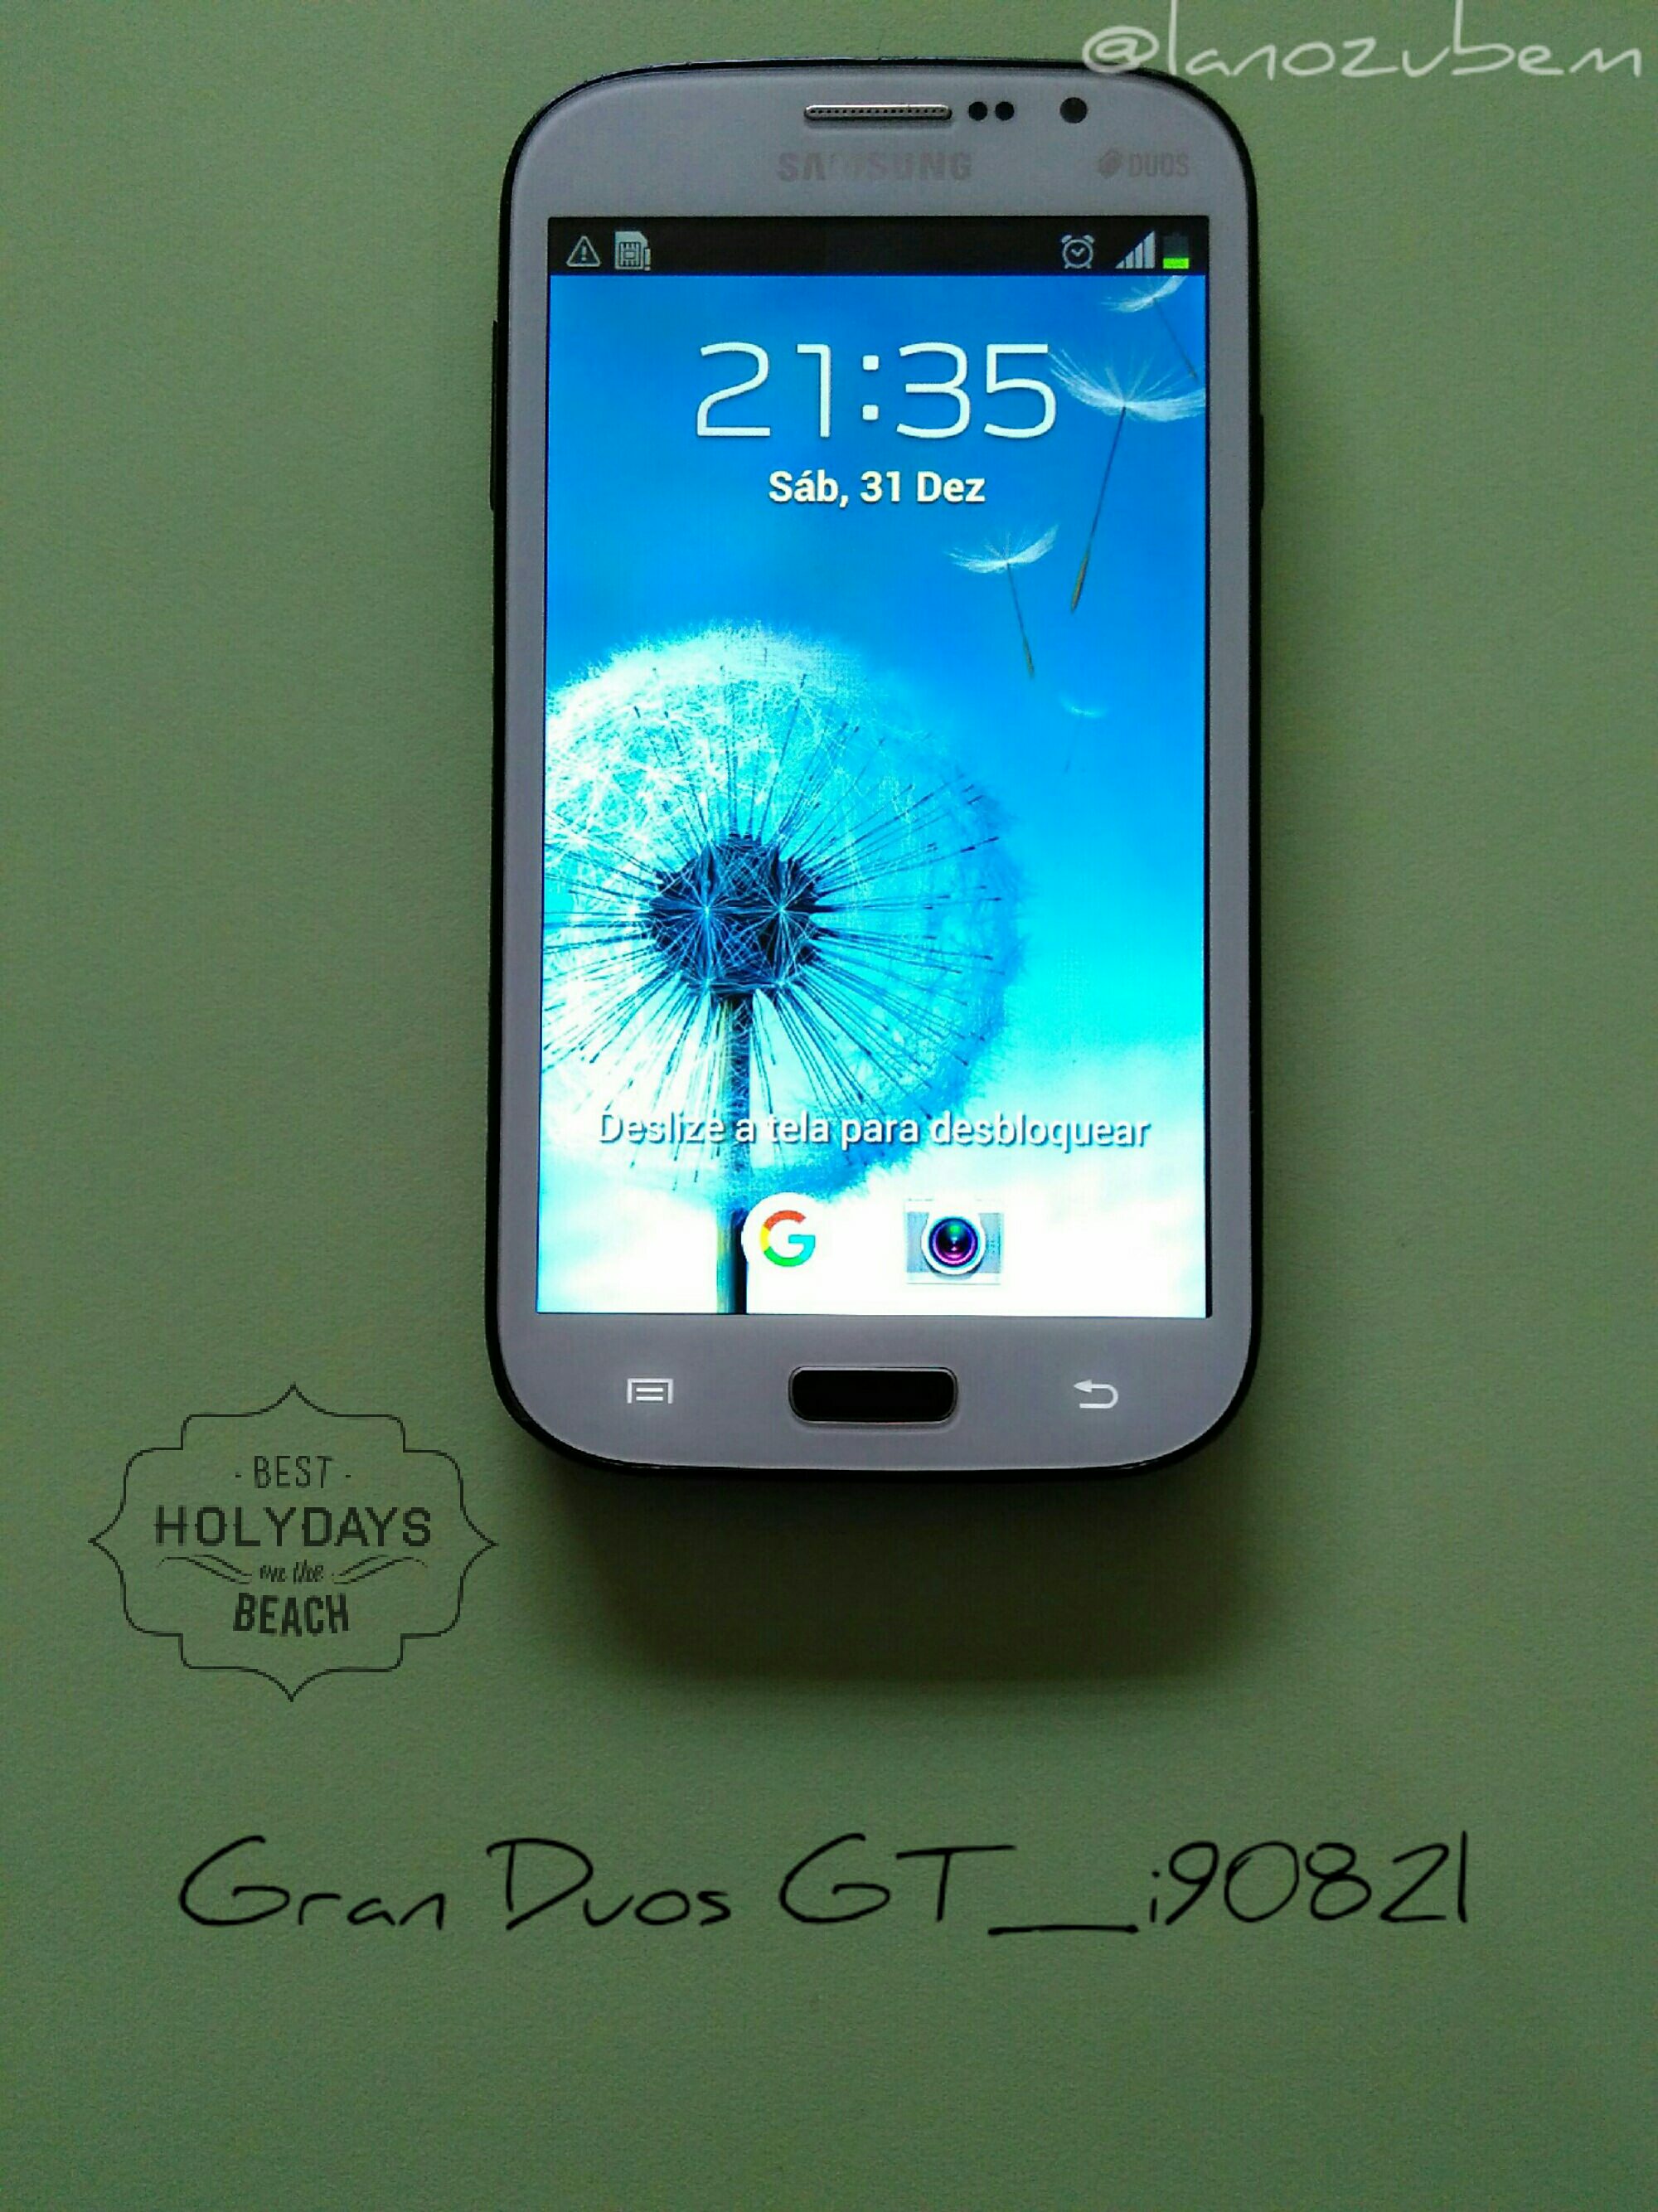 @lanozubem
SAMSUNG
DUOS
21:35
Sáb, 31 Dez
Deslize a tela para desbloquear
G
- BEST -
HOLYDAYS
on the
BEACH
Gran Duos GT_i9082l